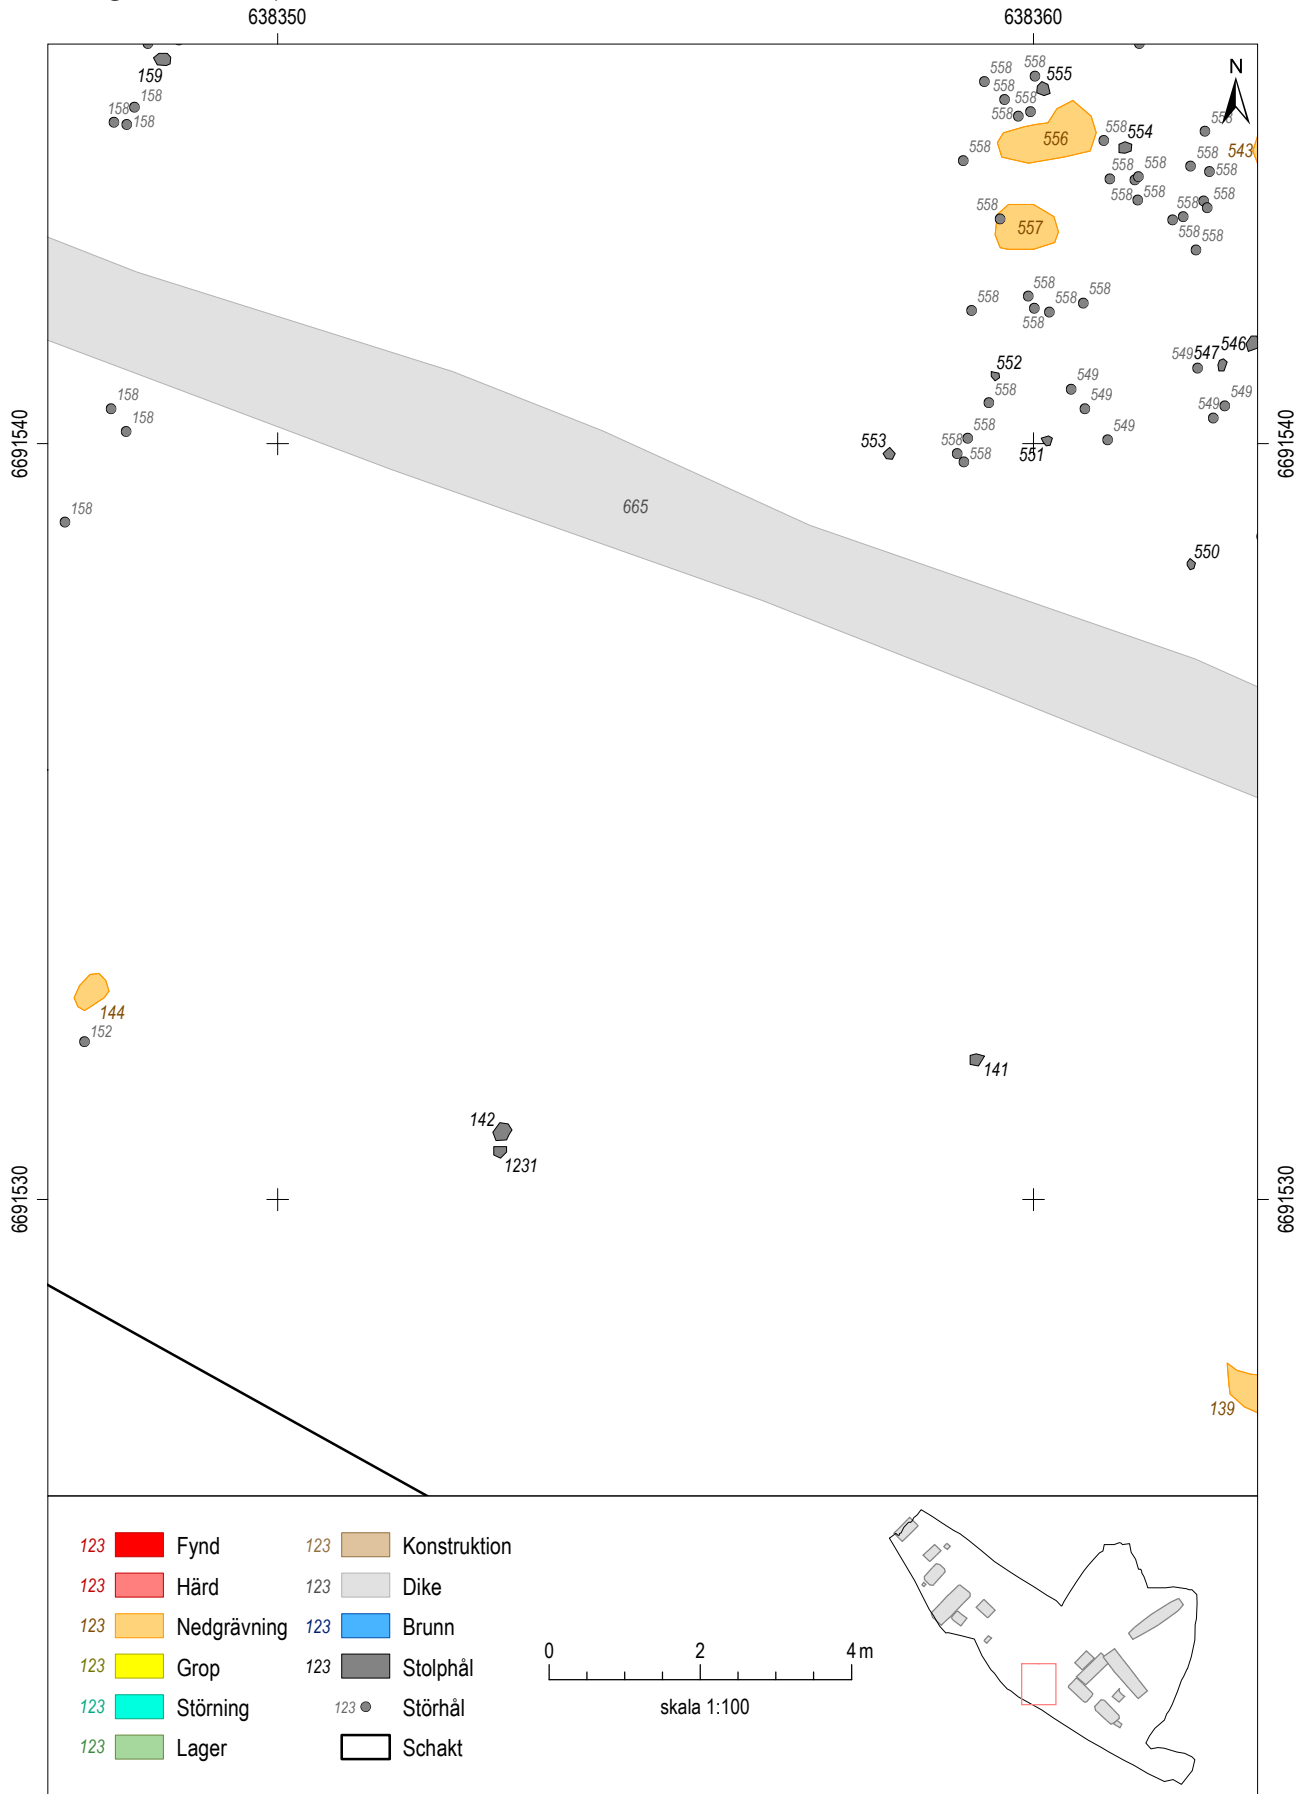 638350 638360
N
159
158
158 158
558 558 555
558 558
558
556
558 554
558
543
558
558 558
558 558
558
558 557
558 558
558 558
558 558
558 558 558
558
552
558
549
549
549
547 546
549
549
553
558
558 558
551
550
158
158
158
6691540 6691540
665
144
152
141
142
1231
6691530 6691530
139
123 Fynd
123 Härd
123 Nedgrävning
123 Grop
123 Störning
123 Lager
123 Konstruktion
123 Dike
123 Brunn
123 Stolphål
123 Störhål
Schakt
0 2 4 m
skala 1:100